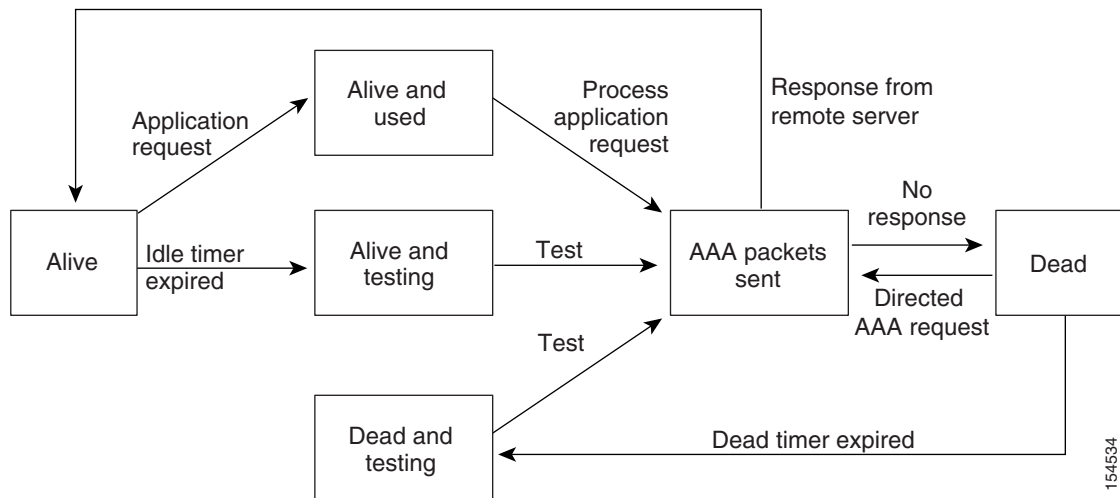 Alive and
used
Application
request
Process
application
request
Response from
remote server
Alive
Idle timer
expired
Alive and
testing
Test
AAA packets
sent
No
response
Directed
AAA request
Dead
Test
Dead and
testing
Dead timer expired
154534